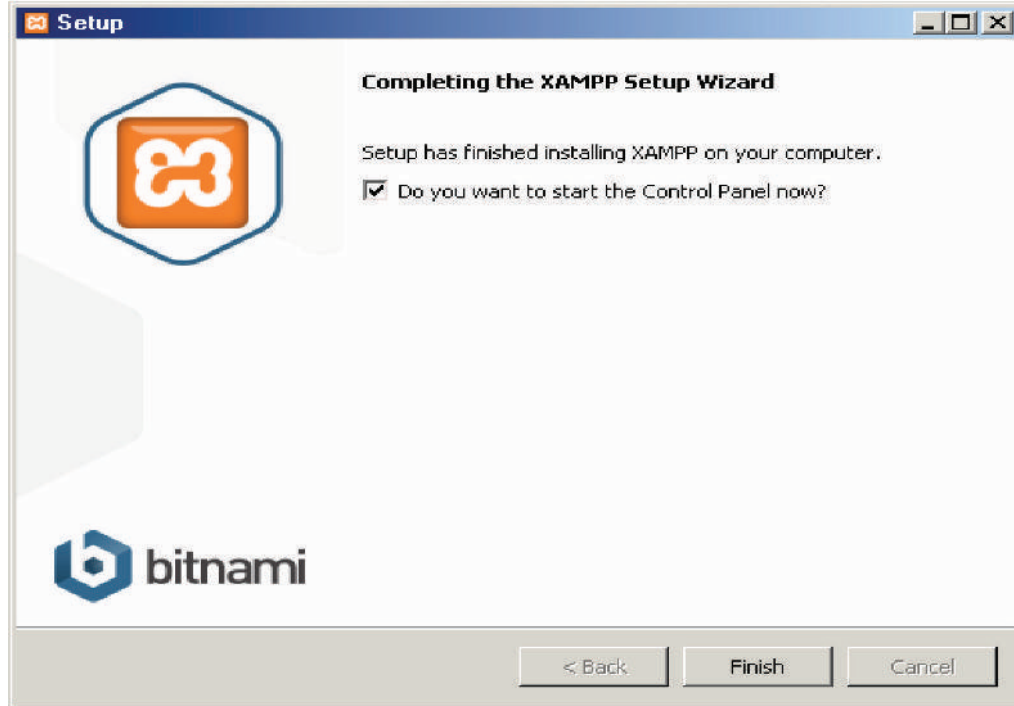 Setup
Completing the XAMPP Setup Wizard
Setup has finished installing XAMPP on your computer.
Do you want to start the Control Panel now?
bitnami
< Back
Finish
Cancel